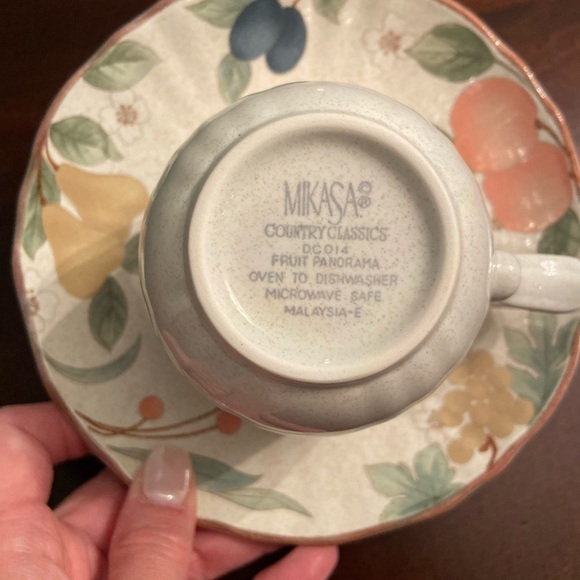 MIKASA ©®
COUNTRY CLASSICS
DC014
FRUIT PANORAMA
OVEN TO DISHWASHER
MICROWAVE SAFE
MALAYSIA-E